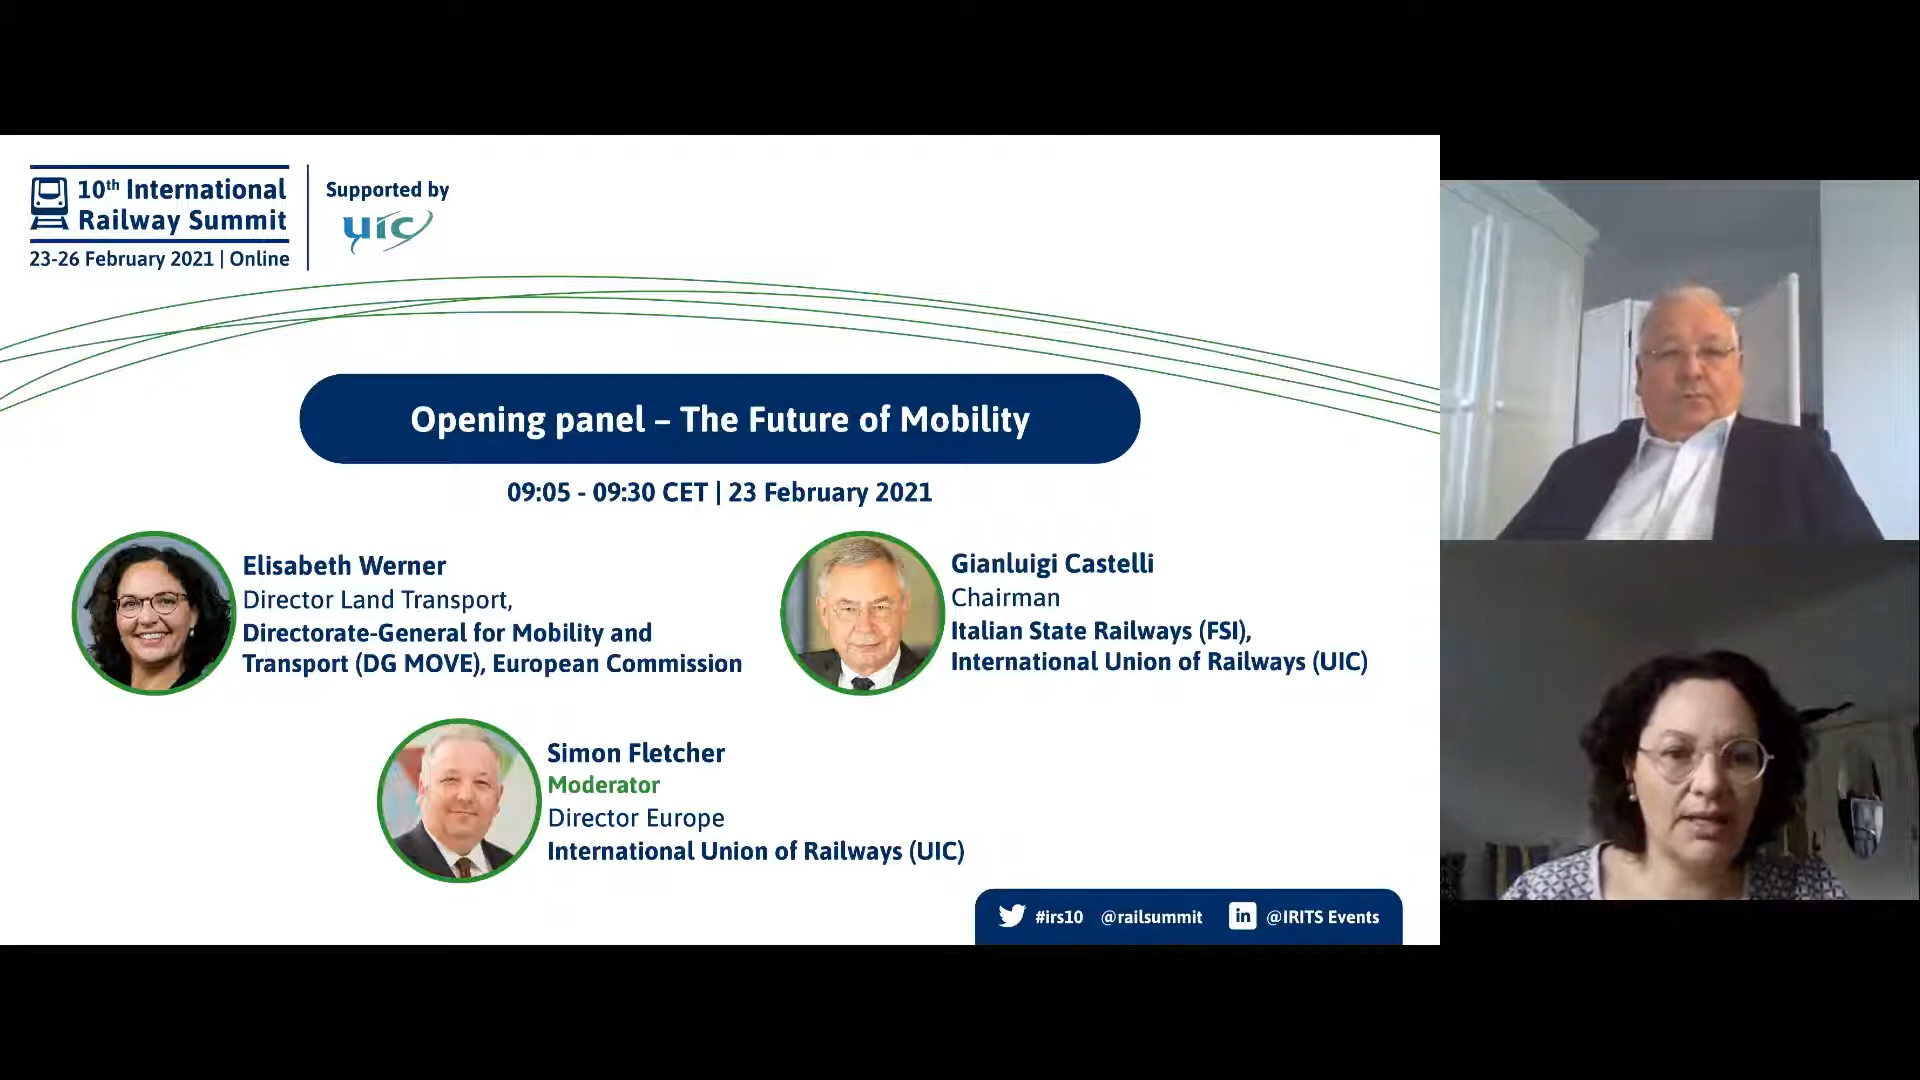 10th International
Railway Summit
23-26 February 2021 | Online
Supported by
uic
Opening panel – The Future of Mobility
09:05 - 09:30 CET | 23 February 2021
Elisabeth Werner
Director Land Transport,
Directorate-General for Mobility and
Transport (DG MOVE), European Commission
Gianluigi Castelli
Chairman
Italian State Railways (FSI),
International Union of Railways (UIC)
Simon Fletcher
Moderator
Director Europe
International Union of Railways (UIC)
#irs10 @railsummit in @IRITS Events